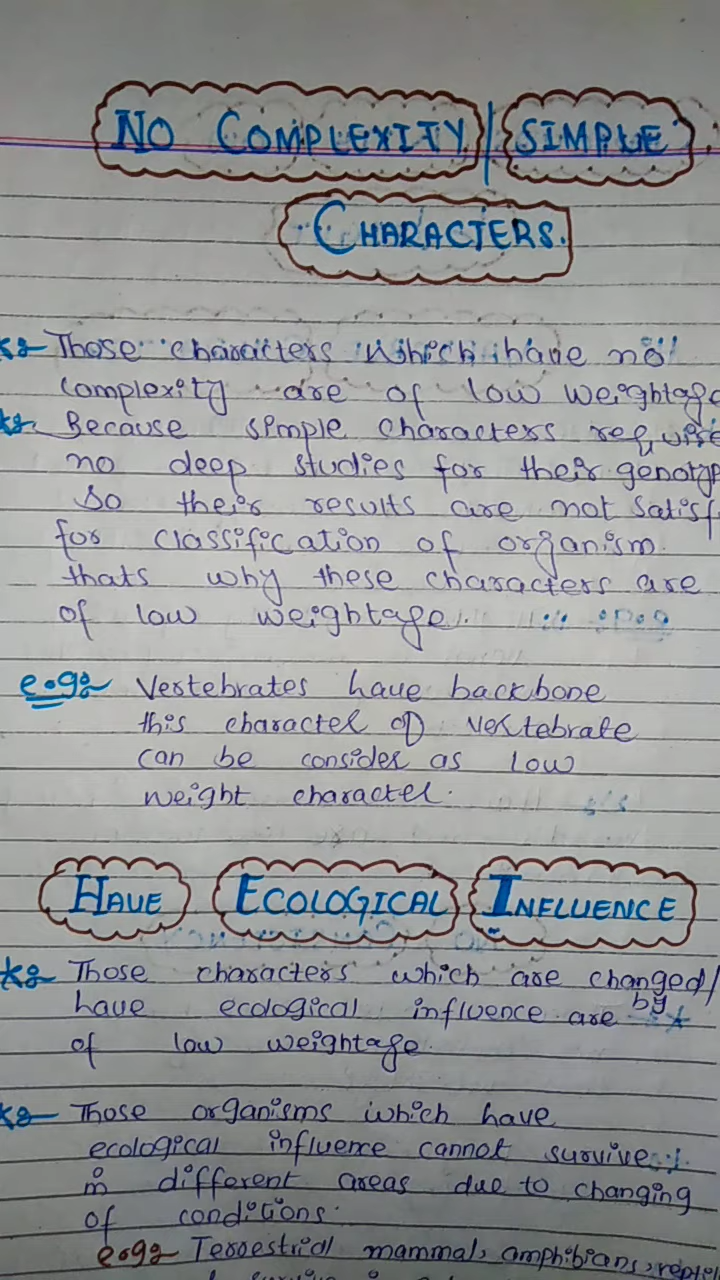 NO COMPLEXITY / SIMPLE
CHARACTERS.
Those characters which have no
complexity are of low weightage
Because simple characters require
no deep studies for their genotyp
So their results are not satisf
for classification of organism.
thats why these characters are
of low weightage.
e.g:- Vertebrates have backbone
this character of vertebrate
can be consider as low
weight character.
HAVE ECOLOGICAL INFLUENCE
Those characters which are changed/
by
have ecological influence are
of low weightage.
Those organisms which have
ecological influence cannot survive
in different areas due to changing
of conditions.
e.g:- Terrestrial mammals, amphibians, reptil